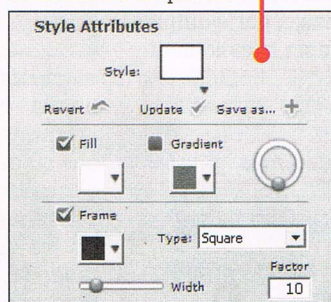 Style Attributes
Style:
Revert Update Save as...
Fill Gradient
Frame
Type: Square
Factor
Width 10